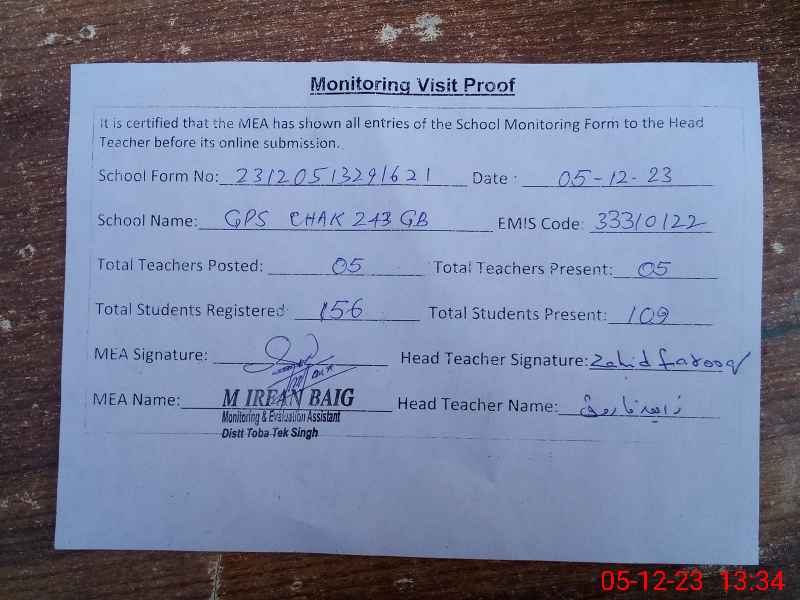 Monitoring Visit Proof
It is certified that the MEA has shown all entries of the School Monitoring Form to the Head
Teacher before its online submission.
School Form No: 23120513291621 Date : 05-12-23
School Name: GPS CHAK 243 GB EMIS Code: 33310122
Total Teachers Posted: 05 Total Teachers Present: 05
Total Students Registered: 156 Total Students Present: 109
MEA Signature: Head Teacher Signature: Zahid farooq
MEA Name: M IRFAN BAIG Head Teacher Name: زاہد فاروق
Monitoring & Evaluation Assistant
Distt Toba Tek Singh
05-12-23 13:34